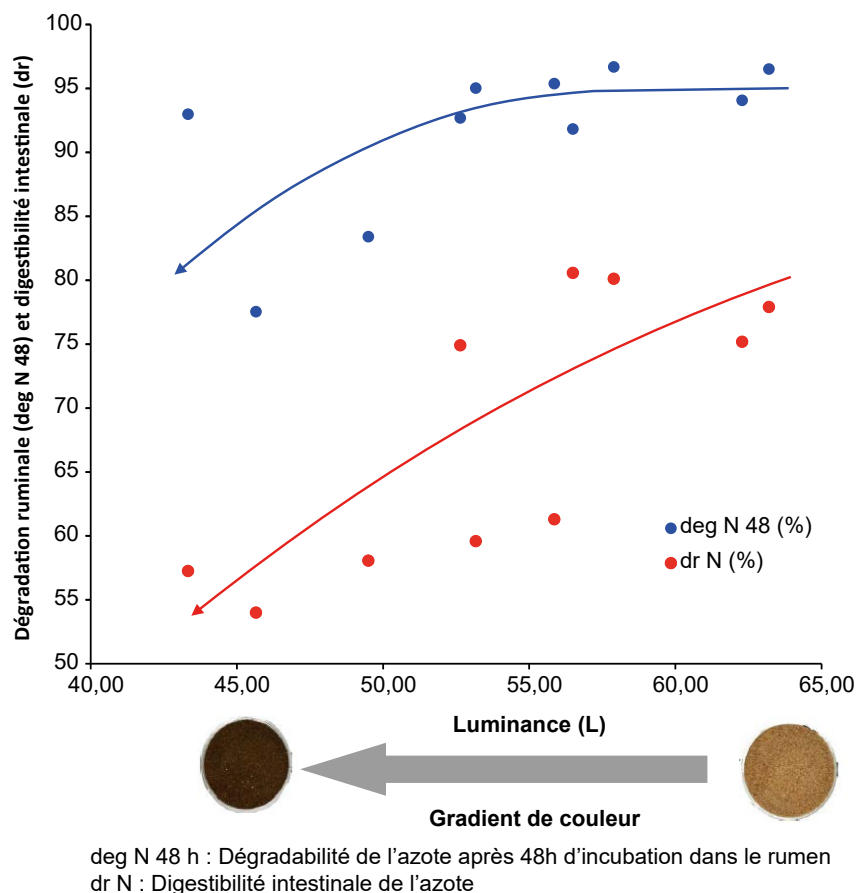 Dégradation ruminale (deg N 48) et digestibilité intestinale (dr)
100
95
90
85
80
75
70
65
60
55
50
deg N 48 (%)
dr N (%)
40,00 45,00 50,00 55,00 60,00 65,00
Luminance (L)
Gradient de couleur
deg N 48 h : Dégradabilité de l'azote après 48h d'incubation dans le rumen
dr N : Digestibilité intestinale de l'azote